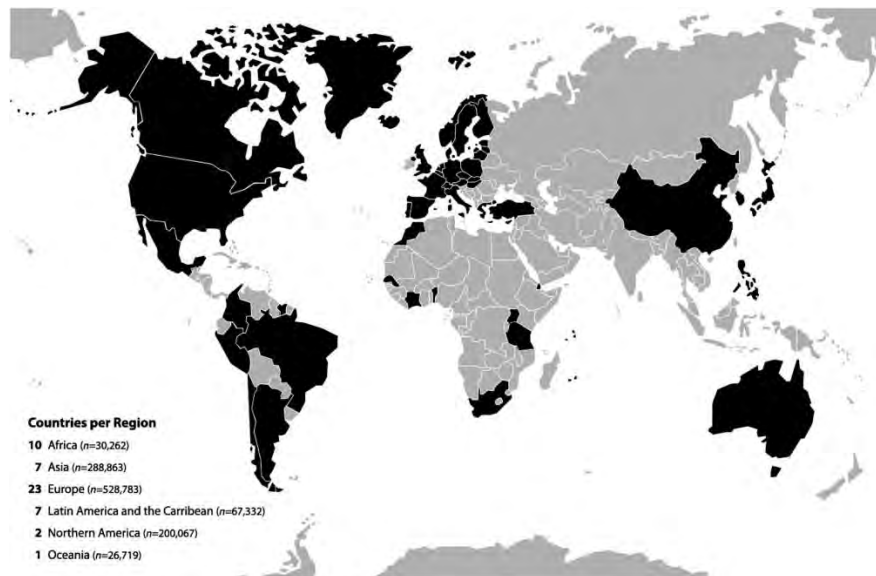 Countries per Region
10 Africa (n=30,262)
7 Asia (n=288,863)
23 Europe (n=528,783)
7 Latin America and the Carribean (n=67,332)
2 Northern America (n=200,067)
1 Oceania (n=26,719)